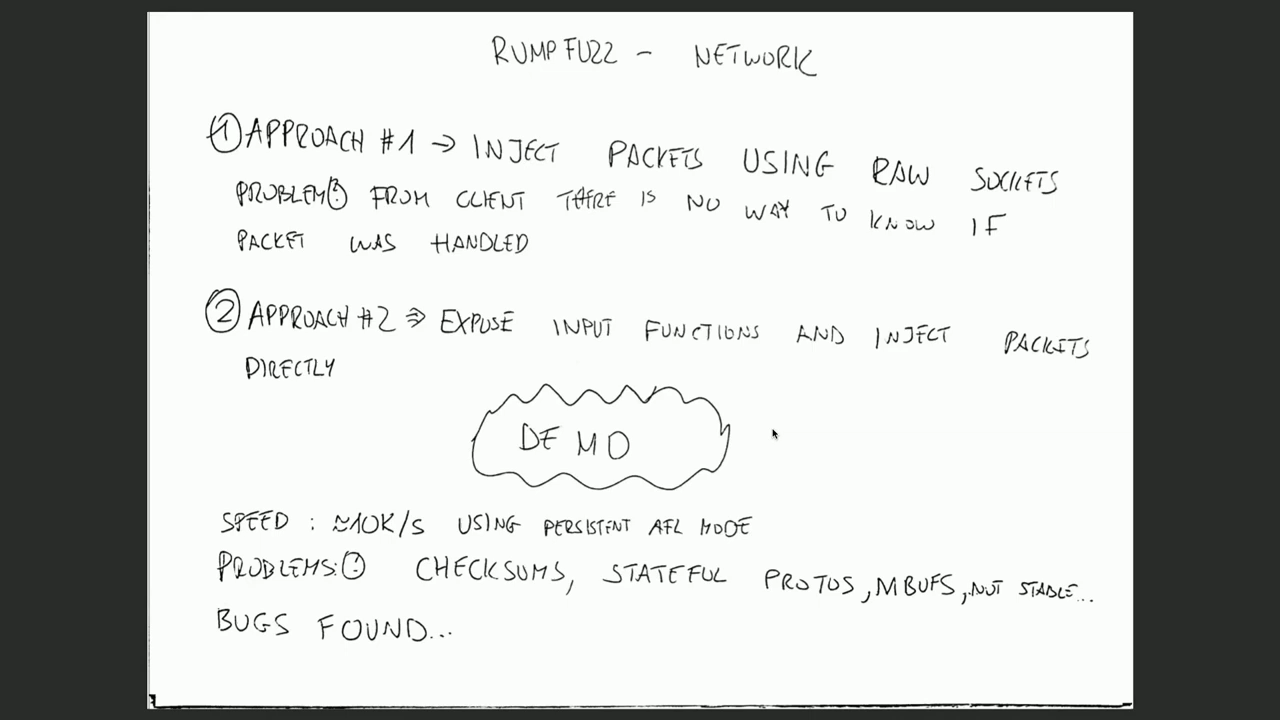 RUMPFUZZ - NETWORK
① APPROACH #1 → INJECT PACKETS USING RAW SOCKETS
PROBLEM: FROM CLIENT THERE IS NO WAY TO KNOW IF
PACKET WAS HANDLED
② APPROACH #2 ⇒ EXPOSE INPUT FUNCTIONS AND INJECT PACKETS
DIRECTLY
DEMO
SPEED : ≈10K/S USING PERSISTENT AFL MODE
PROBLEMS: CHECKSUMS, STATEFUL PROTOS, MBUFS, NOT STABLE...
BUGS FOUND...